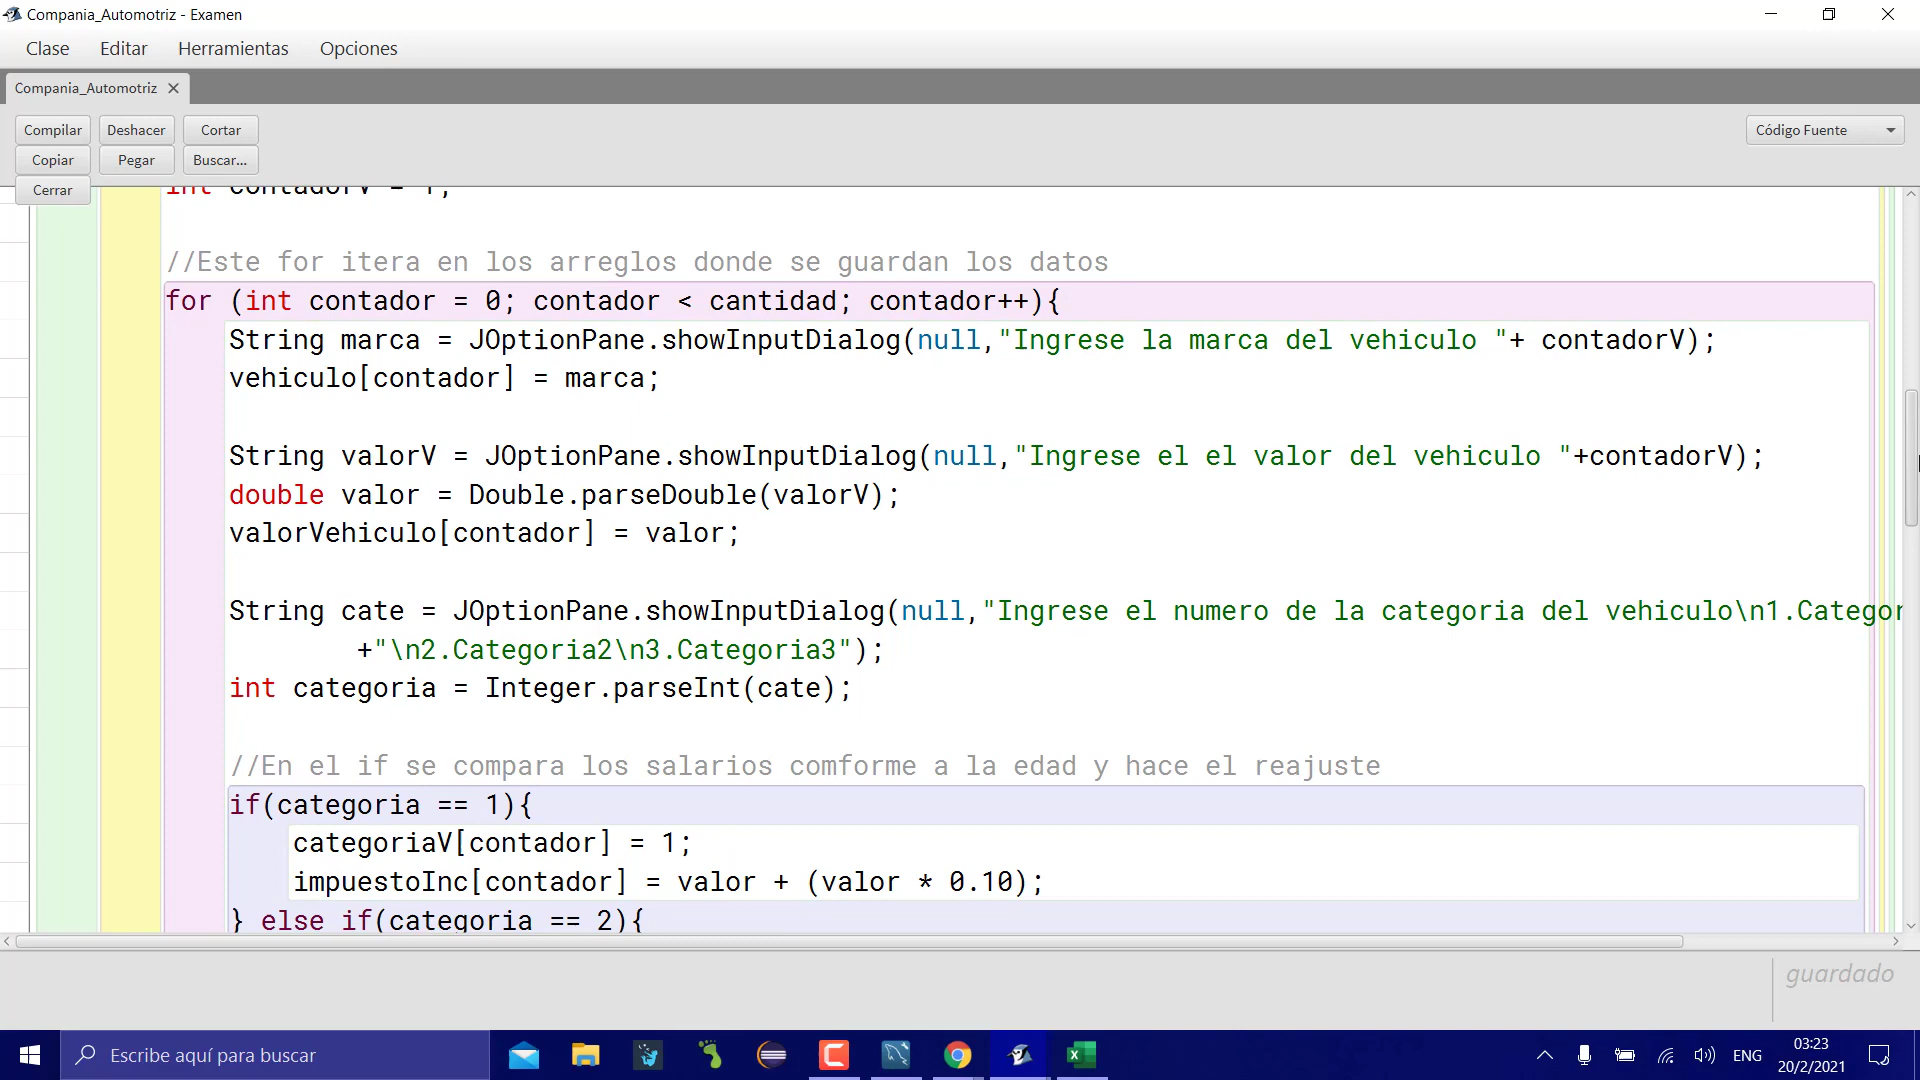 Compania_Automotriz - Examen
Clase Editar Herramientas Opciones
Compania_Automotriz
Compilar Deshacer Cortar
Código Fuente
Copiar Pegar Buscar...
Cerrar
int contadorV = 1;
//Este for itera en los arreglos donde se guardan los datos
for (int contador = 0; contador < cantidad; contador++){
String marca = JOptionPane.showInputDialog(null,"Ingrese la marca del vehiculo "+ contadorV);
vehiculo[contador] = marca;
String valorV = JOptionPane.showInputDialog(null,"Ingrese el el valor del vehiculo "+contadorV);
double valor = Double.parseDouble(valorV);
valorVehiculo[contador] = valor;
String cate = JOptionPane.showInputDialog(null,"Ingrese el numero de la categoria del vehiculo\n1.Categor
+"\n2.Categoria2\n3.Categoria3");
int categoria = Integer.parseInt(cate);
//En el if se compara los salarios comforme a la edad y hace el reajuste
if(categoria == 1){
categoriaV[contador] = 1;
impuestoInc[contador] = valor + (valor * 0.10);
} else if(categoria == 2){
guardado
Escribe aquí para buscar
ENG
03:23
20/2/2021